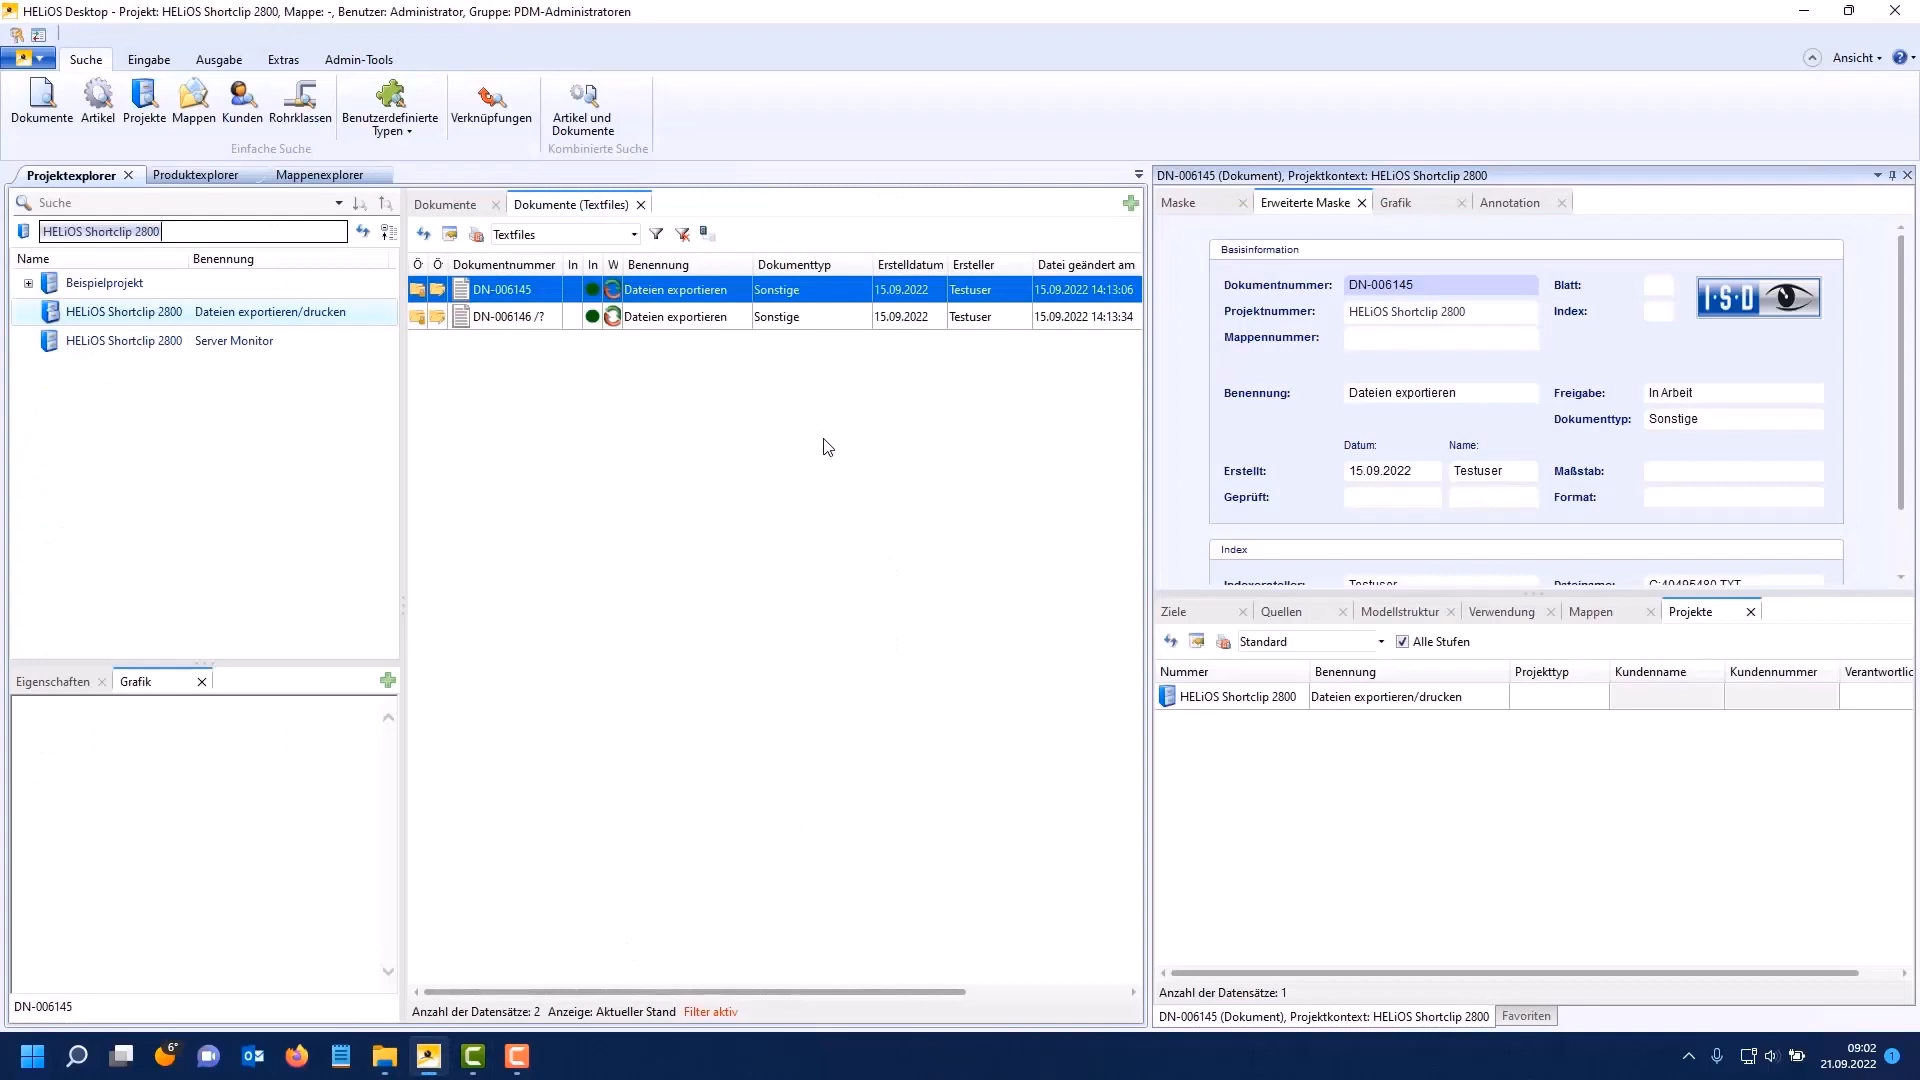 HELiOS Desktop - Projekt: HELiOS Shortclip 2800, Mappe: -, Benutzer: Administrator, Gruppe: PDM-Administratoren
Suche Eingabe Ausgabe Extras Admin-Tools Ansicht
Dokumente Artikel Projekte Mappen Kunden Rohrklassen Benutzerdefinierte Typen Verknüpfungen Artikel und Dokumente
Einfache Suche Kombinierte Suche
Projektexplorer Produktexplorer Mappenexplorer
Suche
HELiOS Shortclip 2800
Name Benennung
Beispielprojekt
HELiOS Shortclip 2800 Dateien exportieren/drucken
HELiOS Shortclip 2800 Server Monitor
Eigenschaften Grafik
DN-006145
Dokumente Dokumente (Textfiles)
Textfiles
Ö Ö Dokumentnummer In In W Benennung Dokumenttyp Erstelldatum Ersteller Datei geändert am
DN-006145 Dateien exportieren Sonstige 15.09.2022 Testuser 15.09.2022 14:13:06
DN-006146 /? Dateien exportieren Sonstige 15.09.2022 Testuser 15.09.2022 14:13:34
Anzahl der Datensätze: 2 Anzeige: Aktueller Stand Filter aktiv
DN-006145 (Dokument), Projektkontext: HELiOS Shortclip 2800
Maske Erweiterte Maske Grafik Annotation
Basisinformation
Dokumentnummer: DN-006145 Blatt:
I·S·D
Projektnummer: HELiOS Shortclip 2800 Index:
Mappennummer:
Benennung: Dateien exportieren Freigabe: In Arbeit
Dokumenttyp: Sonstige
Datum: Name:
Erstellt: 15.09.2022 Testuser Maßstab:
Geprüft: Format:
Index
Indexersteller: Testuser Dateiname: C:40495480.TXT
Ziele Quellen Modellstruktur Verwendung Mappen Projekte
Standard Alle Stufen
Nummer Benennung Projekttyp Kundenname Kundennummer Verantwortlic
HELiOS Shortclip 2800 Dateien exportieren/drucken
Anzahl der Datensätze: 1
DN-006145 (Dokument), Projektkontext: HELiOS Shortclip 2800 Favoriten
6°
09:02
21.09.2022
1